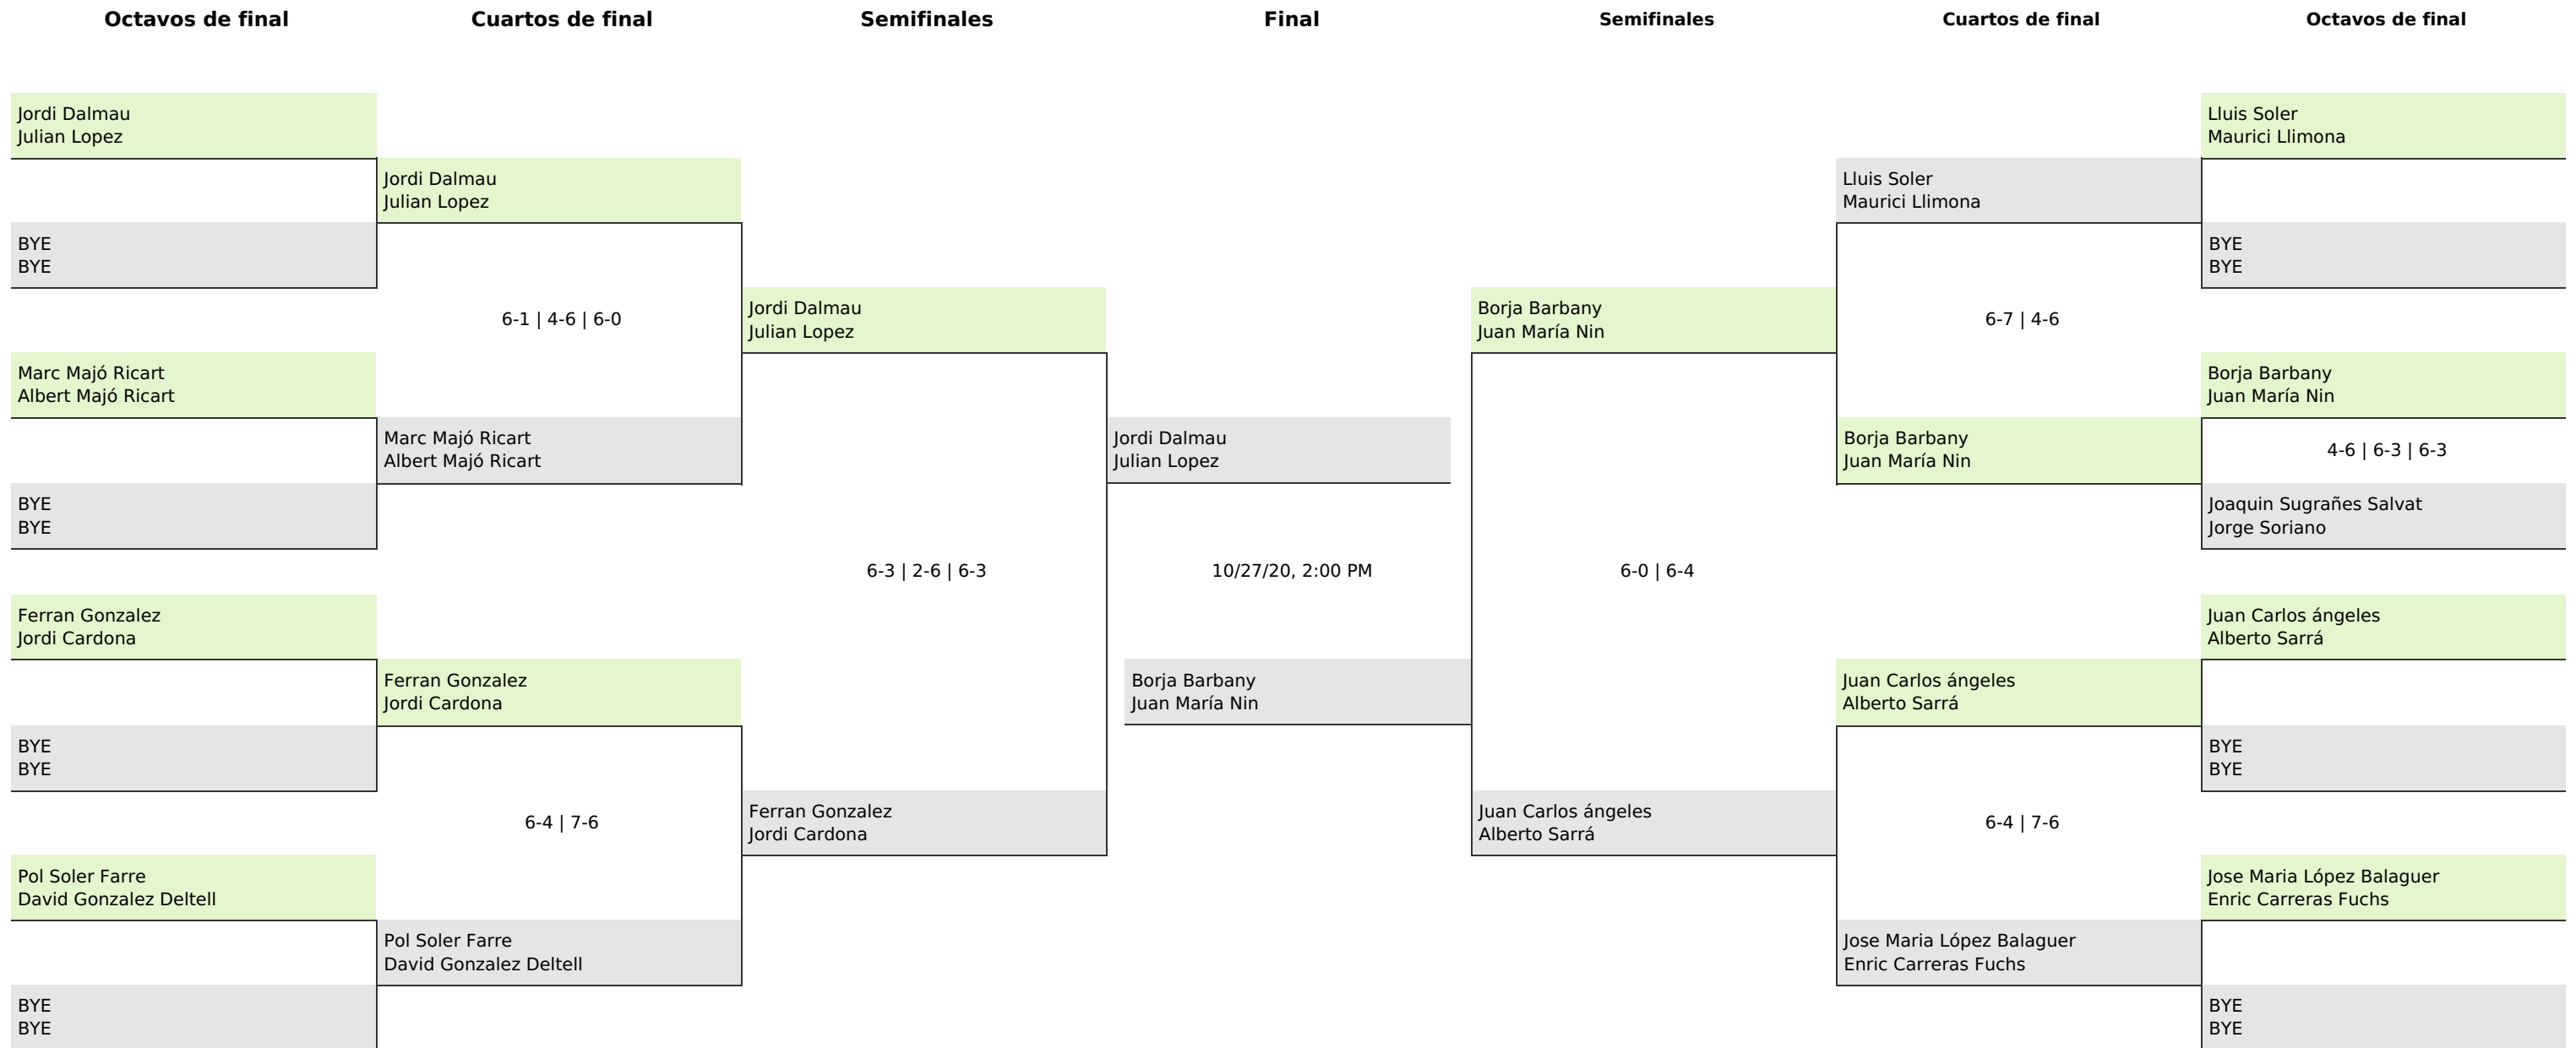 Octavos de final
Cuartos de final
Semifinales
Final
Semifinales
Cuartos de final
Octavos de final
Jordi Dalmau
Julian Lopez
BYE
BYE
Marc Majó Ricart
Albert Majó Ricart
BYE
BYE
Ferran Gonzalez
Jordi Cardona
BYE
BYE
Pol Soler Farre
David Gonzalez Deltell
BYE
BYE
Jordi Dalmau
Julian Lopez
6-1 | 4-6 | 6-0
Marc Majó Ricart
Albert Majó Ricart
Ferran Gonzalez
Jordi Cardona
6-4 | 7-6
Pol Soler Farre
David Gonzalez Deltell
Jordi Dalmau
Julian Lopez
6-3 | 2-6 | 6-3
Ferran Gonzalez
Jordi Cardona
Jordi Dalmau
Julian Lopez
10/27/20, 2:00 PM
Borja Barbany
Juan María Nin
Borja Barbany
Juan María Nin
6-0 | 6-4
Juan Carlos ángeles
Alberto Sarrá
Lluis Soler
Maurici Llimona
6-7 | 4-6
Borja Barbany
Juan María Nin
Juan Carlos ángeles
Alberto Sarrá
6-4 | 7-6
Jose Maria López Balaguer
Enric Carreras Fuchs
Lluis Soler
Maurici Llimona
BYE
BYE
Borja Barbany
Juan María Nin
4-6 | 6-3 | 6-3
Joaquin Sugrañes Salvat
Jorge Soriano
Juan Carlos ángeles
Alberto Sarrá
BYE
BYE
Jose Maria López Balaguer
Enric Carreras Fuchs
BYE
BYE